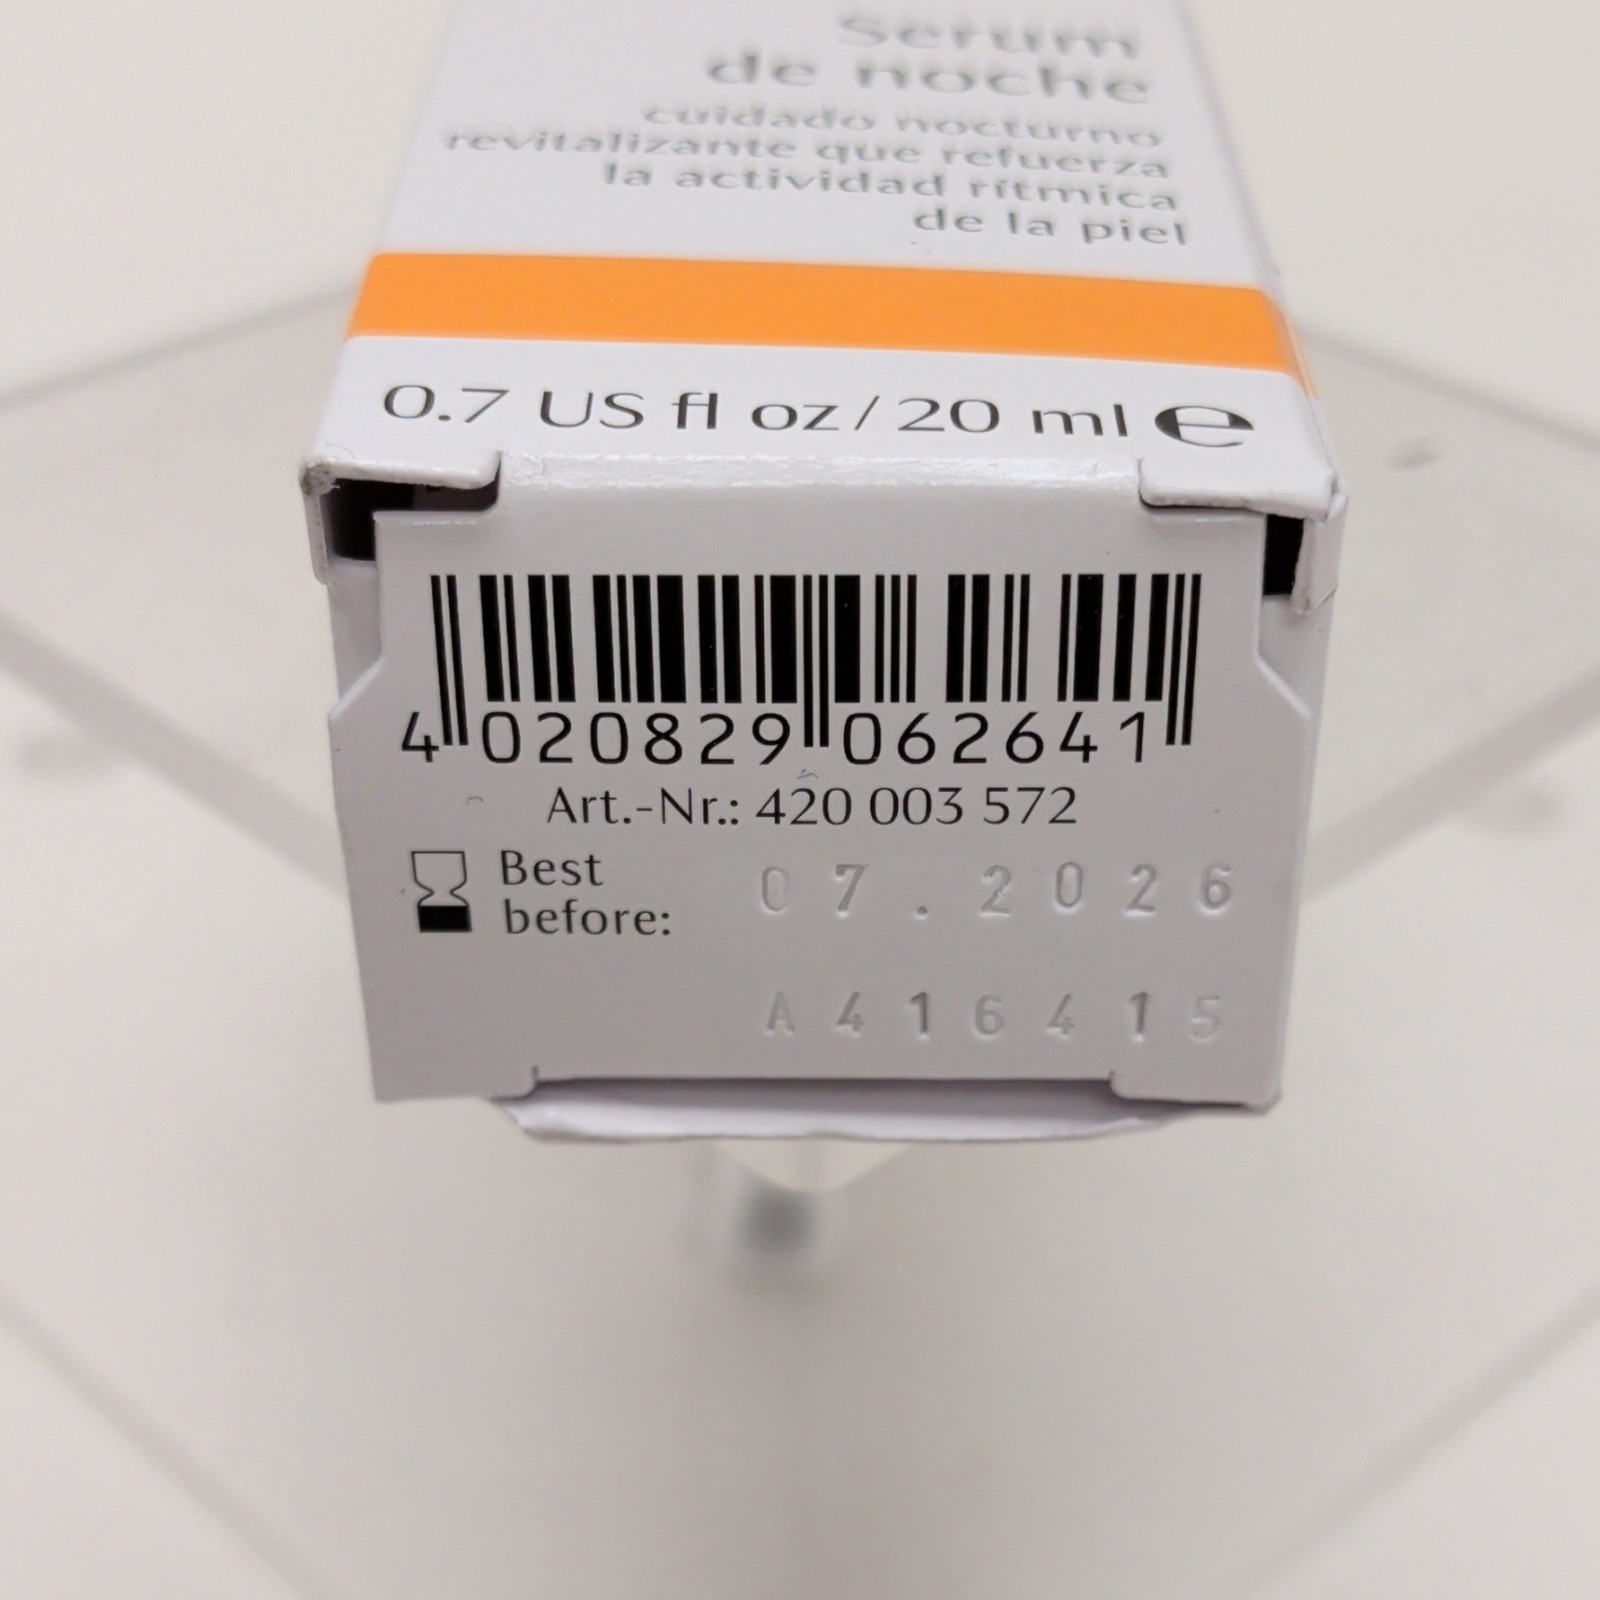 Serum
de noche
cuidado nocturno
revitalizante que refuerza
la actividad rítmica
de la piel
0.7 US fl oz/20 ml ℮
4 020829 062641
Art.-Nr.: 420 003 572
Best
before:
07.2026
A416415